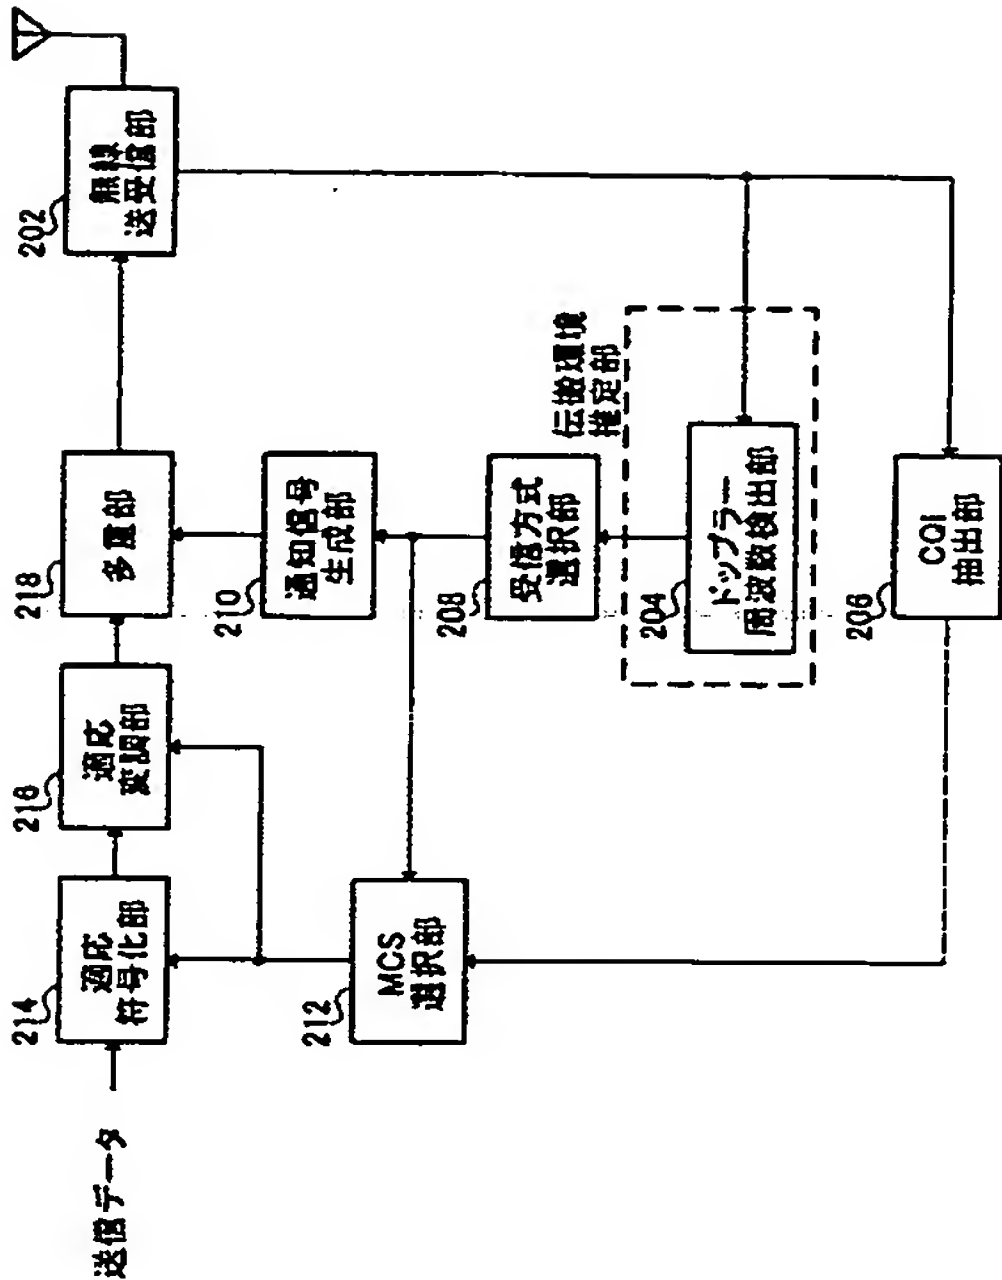 送信データ
214
適応
符号化部
216
適応
変調部
218
多重部
202
無線
送受信部
210
通知信号
生成部
212
MCS
選択部
208
受信方式
選択部
伝搬環境
推定部
204
ドップラー
周波数検出部
206
CQI
抽出部